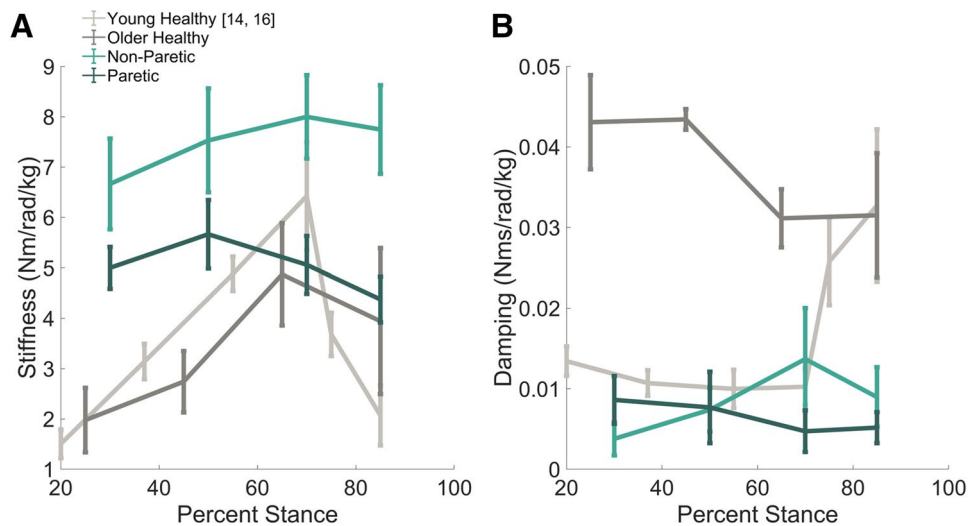 A
Young Healthy [14, 16]
Older Healthy
Non-Paretic
Paretic
Stiffness (Nm/rad/kg)
9
8
7
6
5
4
3
2
1
20 40 60 80 100
Percent Stance
B
Damping (Nms/rad/kg)
0.05
0.04
0.03
0.02
0.01
0
20 40 60 80 100
Percent Stance